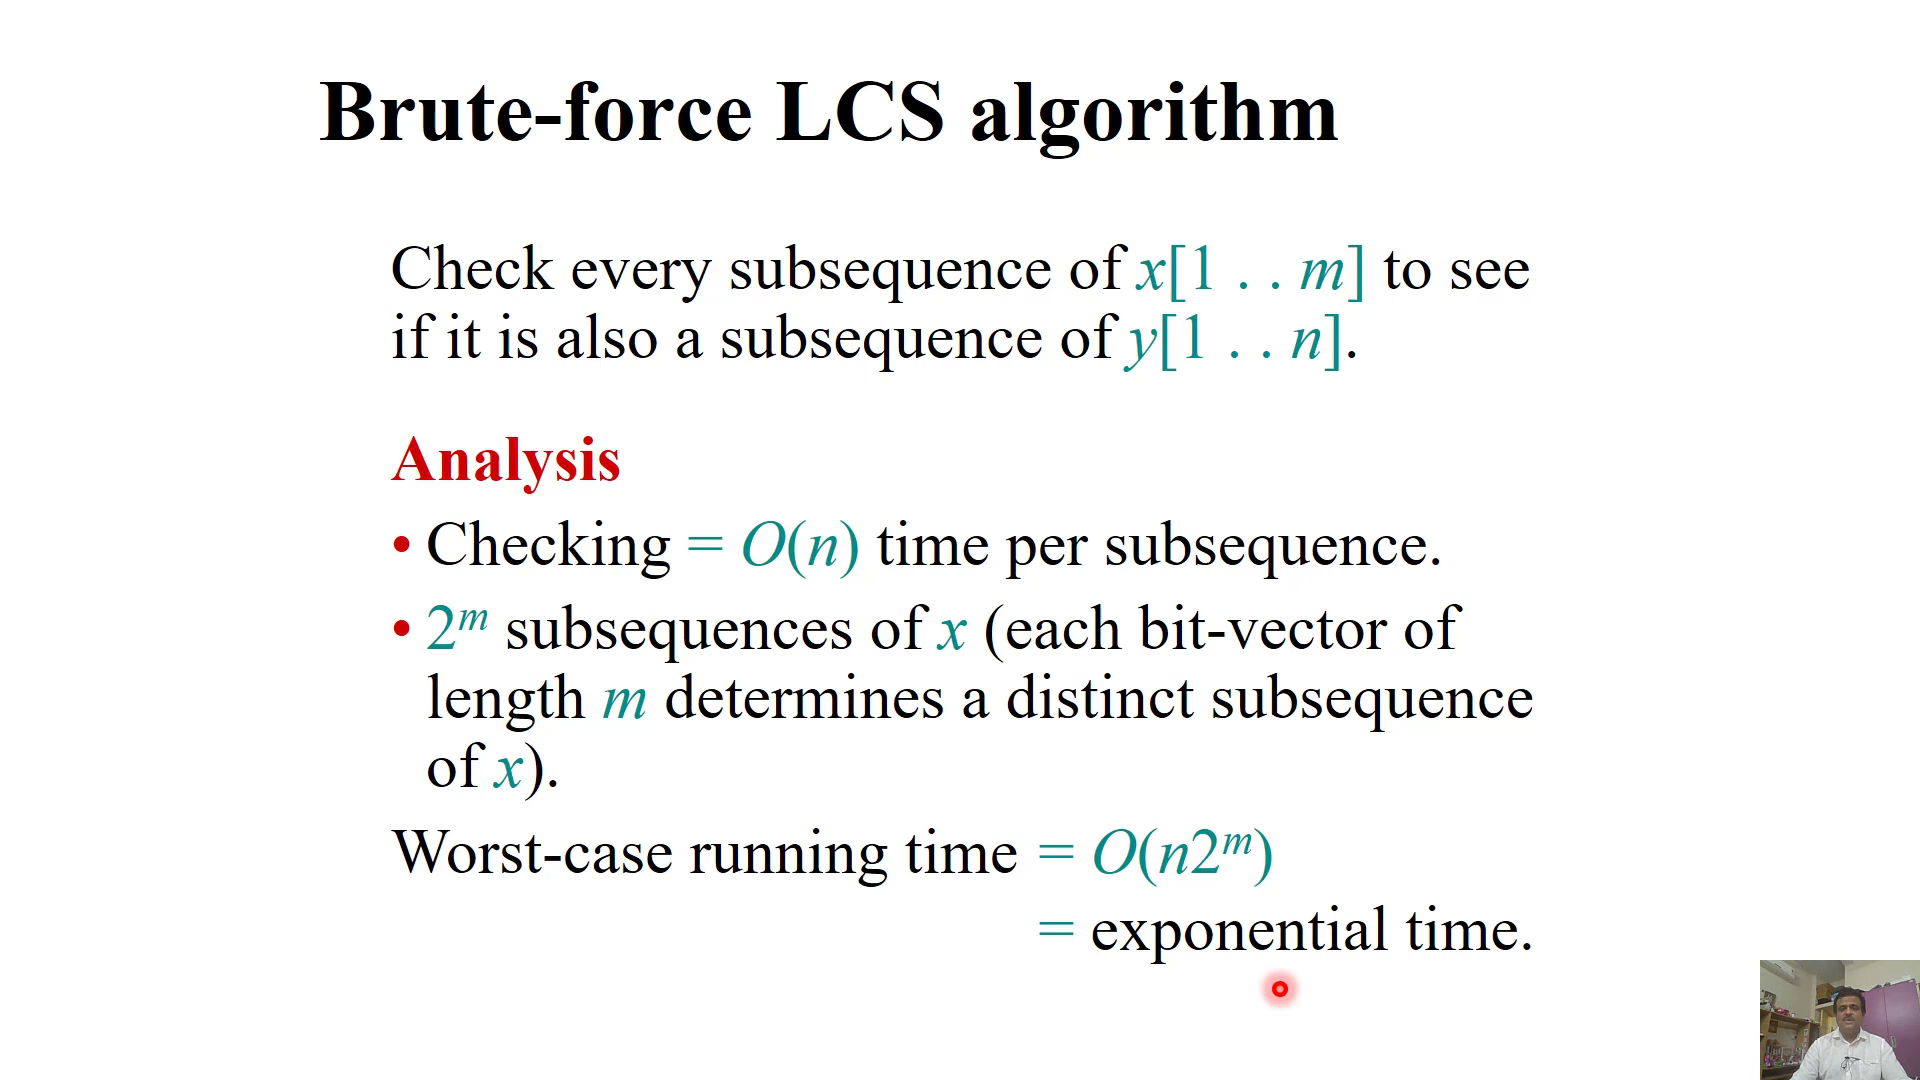 Brute-force LCS algorithm
Check every subsequence of x[1 . . m] to see
if it is also a subsequence of y[1 . . n].
Analysis
• Checking = O(n) time per subsequence.
• 2ᵐ subsequences of x (each bit-vector of
length m determines a distinct subsequence
of x).
Worst-case running time = O(n2ᵐ)
= exponential time.